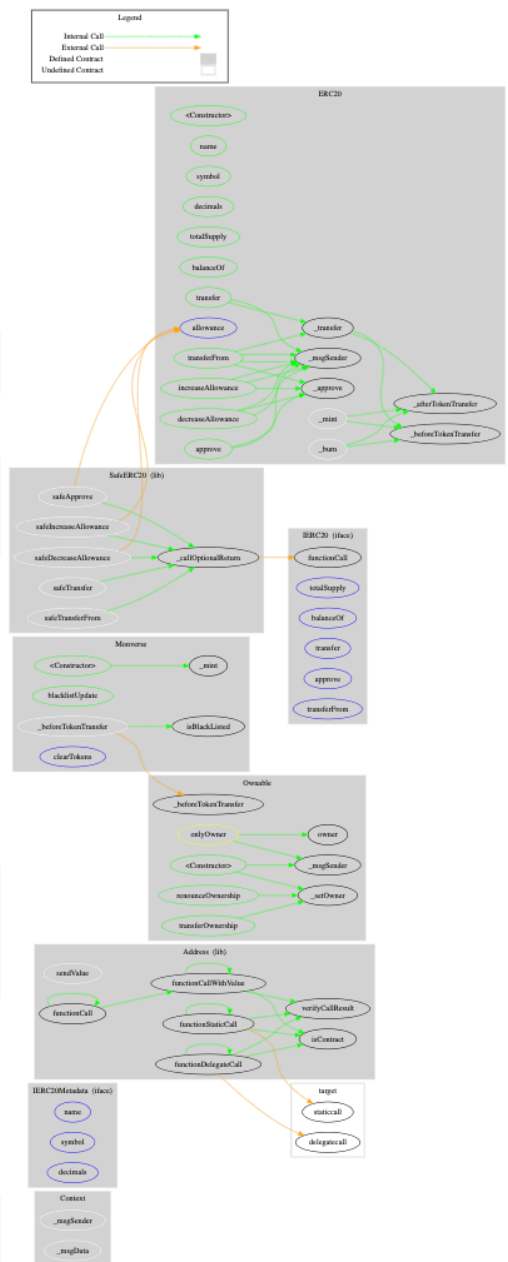 Legend
Internal Call
External Call
Defined Contract
Undefined Contract
ERC20
<Constructor>
name
symbol
decimals
totalSupply
balanceOf
transfer
allowance
_transfer
transferFrom
_msgSender
increaseAllowance
_approve
_afterTokenTransfer
decreaseAllowance
_mint
_beforeTokenTransfer
approve
_burn
SafeERC20 (lib)
safeApprove
safeIncreaseAllowance
IERC20 (iface)
safeDecreaseAllowance
_callOptionalReturn
functionCall
safeTransfer
totalSupply
safeTransferFrom
balanceOf
transfer
approve
transferFrom
Monverse
<Constructor>
_mint
blacklistUpdate
_beforeTokenTransfer
isBlackListed
clearTokens
Ownable
_beforeTokenTransfer
onlyOwner
owner
<Constructor>
_msgSender
renounceOwnership
_setOwner
transferOwnership
Address (lib)
sendValue
functionCallWithValue
functionCall
verifyCallResult
functionStaticCall
isContract
functionDelegateCall
IERC20Metadata (iface)
target
name
staticcall
symbol
delegatecall
decimals
Context
_msgSender
_msgData